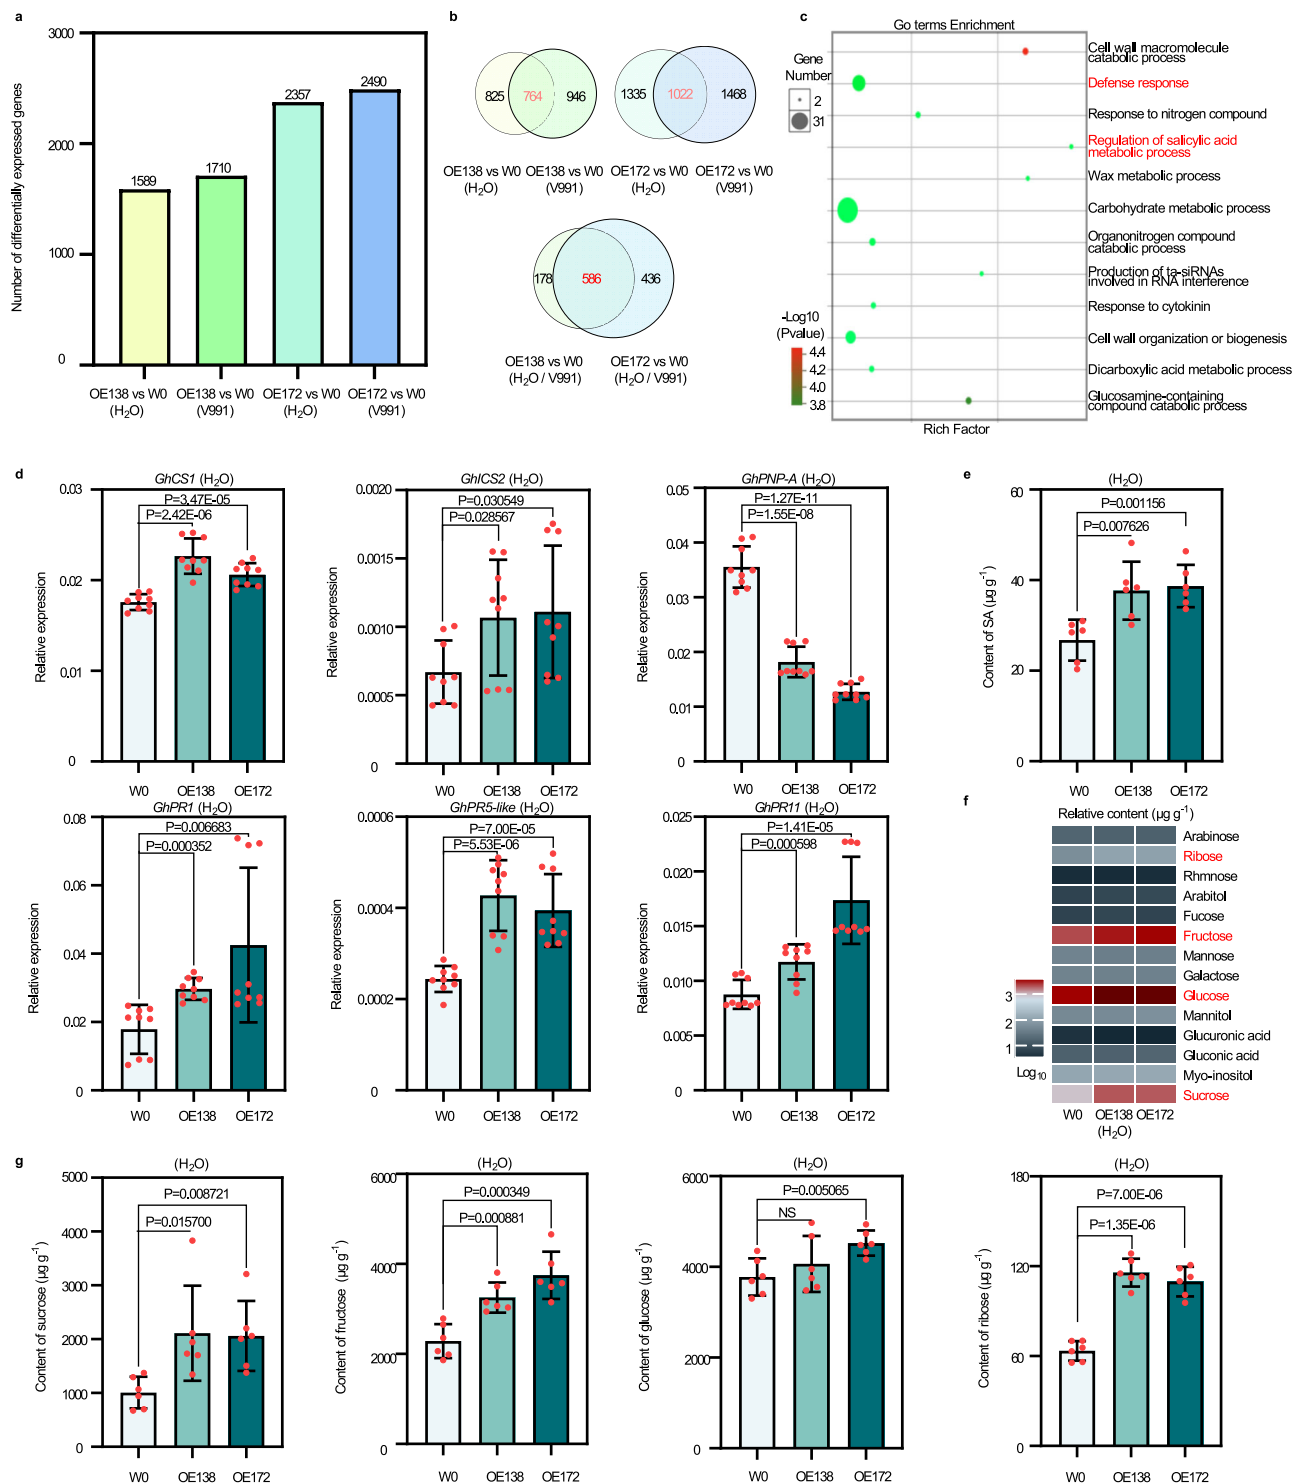 a
Number of differentially expressed genes
3000
2000
1000
0
1589
1710
2357
2490
OE138 vs W0
(H₂O)
OE138 vs W0
(V991)
OE172 vs W0
(H₂O)
OE172 vs W0
(V991)
b
825
764
946
1335
1022
1468
OE138 vs W0
(H₂O)
OE138 vs W0
(V991)
OE172 vs W0
(H₂O)
OE172 vs W0
(V991)
178
586
436
OE138 vs W0
(H₂O / V991)
OE172 vs W0
(H₂O / V991)
c
Go terms Enrichment
Gene
Number
2
31
-Log10
(Pvalue)
4.4
4.2
4.0
3.8
Cell wall macromolecule
catabolic process
Defense response
Response to nitrogen compound
Regulation of salicylic acid
metabolic process
Wax metabolic process
Carbohydrate metabolic process
Organonitrogen compound
catabolic process
Production of ta-siRNAs
involved in RNA interference
Response to cytokinin
Cell wall organization or biogenesis
Dicarboxylic acid metabolic process
Glucosamine-containing
compound catabolic process
Rich Factor
d
GhCS1 (H₂O)
P=3.47E-05
P=2.42E-06
Relative expression
0.03
0.02
0.01
0
W0
OE138
OE172
GhICS2 (H₂O)
P=0.030549
P=0.028567
Relative expression
0.0020
0.0015
0.0010
0.0005
0
W0
OE138
OE172
GhPNP-A (H₂O)
P=1.27E-11
P=1.55E-08
Relative expression
0.05
0.04
0.03
0.02
0.01
0
W0
OE138
OE172
e
(H₂O)
P=0.001156
P=0.007626
Content of SA (μg g⁻¹)
60
40
20
0
W0
OE138
OE172
GhPR1 (H₂O)
P=0.006683
P=0.000352
Relative expression
0.08
0.06
0.04
0.02
0
W0
OE138
OE172
GhPR5-like (H₂O)
P=7.00E-05
P=5.53E-06
Relative expression
0.0006
0.0004
0.0002
0
W0
OE138
OE172
GhPR11 (H₂O)
P=1.41E-05
P=0.000598
Relative expression
0.025
0.020
0.015
0.010
0.005
0
W0
OE138
OE172
f
Relative content (μg g⁻¹)
Arabinose
Ribose
Rhmnose
Arabitol
Fucose
Fructose
Mannose
Galactose
Glucose
Mannitol
Glucuronic acid
Gluconic acid
Myo-inositol
Sucrose
3
2
1
Log₁₀
W0
OE138
OE172
(H₂O)
g
(H₂O)
P=0.008721
P=0.015700
Content of sucrose (μg g⁻¹)
5000
4000
3000
2000
1000
0
W0
OE138
OE172
(H₂O)
P=0.000349
P=0.000881
Content of fructose (μg g⁻¹)
6000
4000
2000
0
W0
OE138
OE172
(H₂O)
P=0.005065
NS
Content of glucose (μg g⁻¹)
6000
4000
2000
0
W0
OE138
OE172
(H₂O)
P=7.00E-06
P=1.35E-06
Content of ribose (μg g⁻¹)
180
120
60
0
W0
OE138
OE172